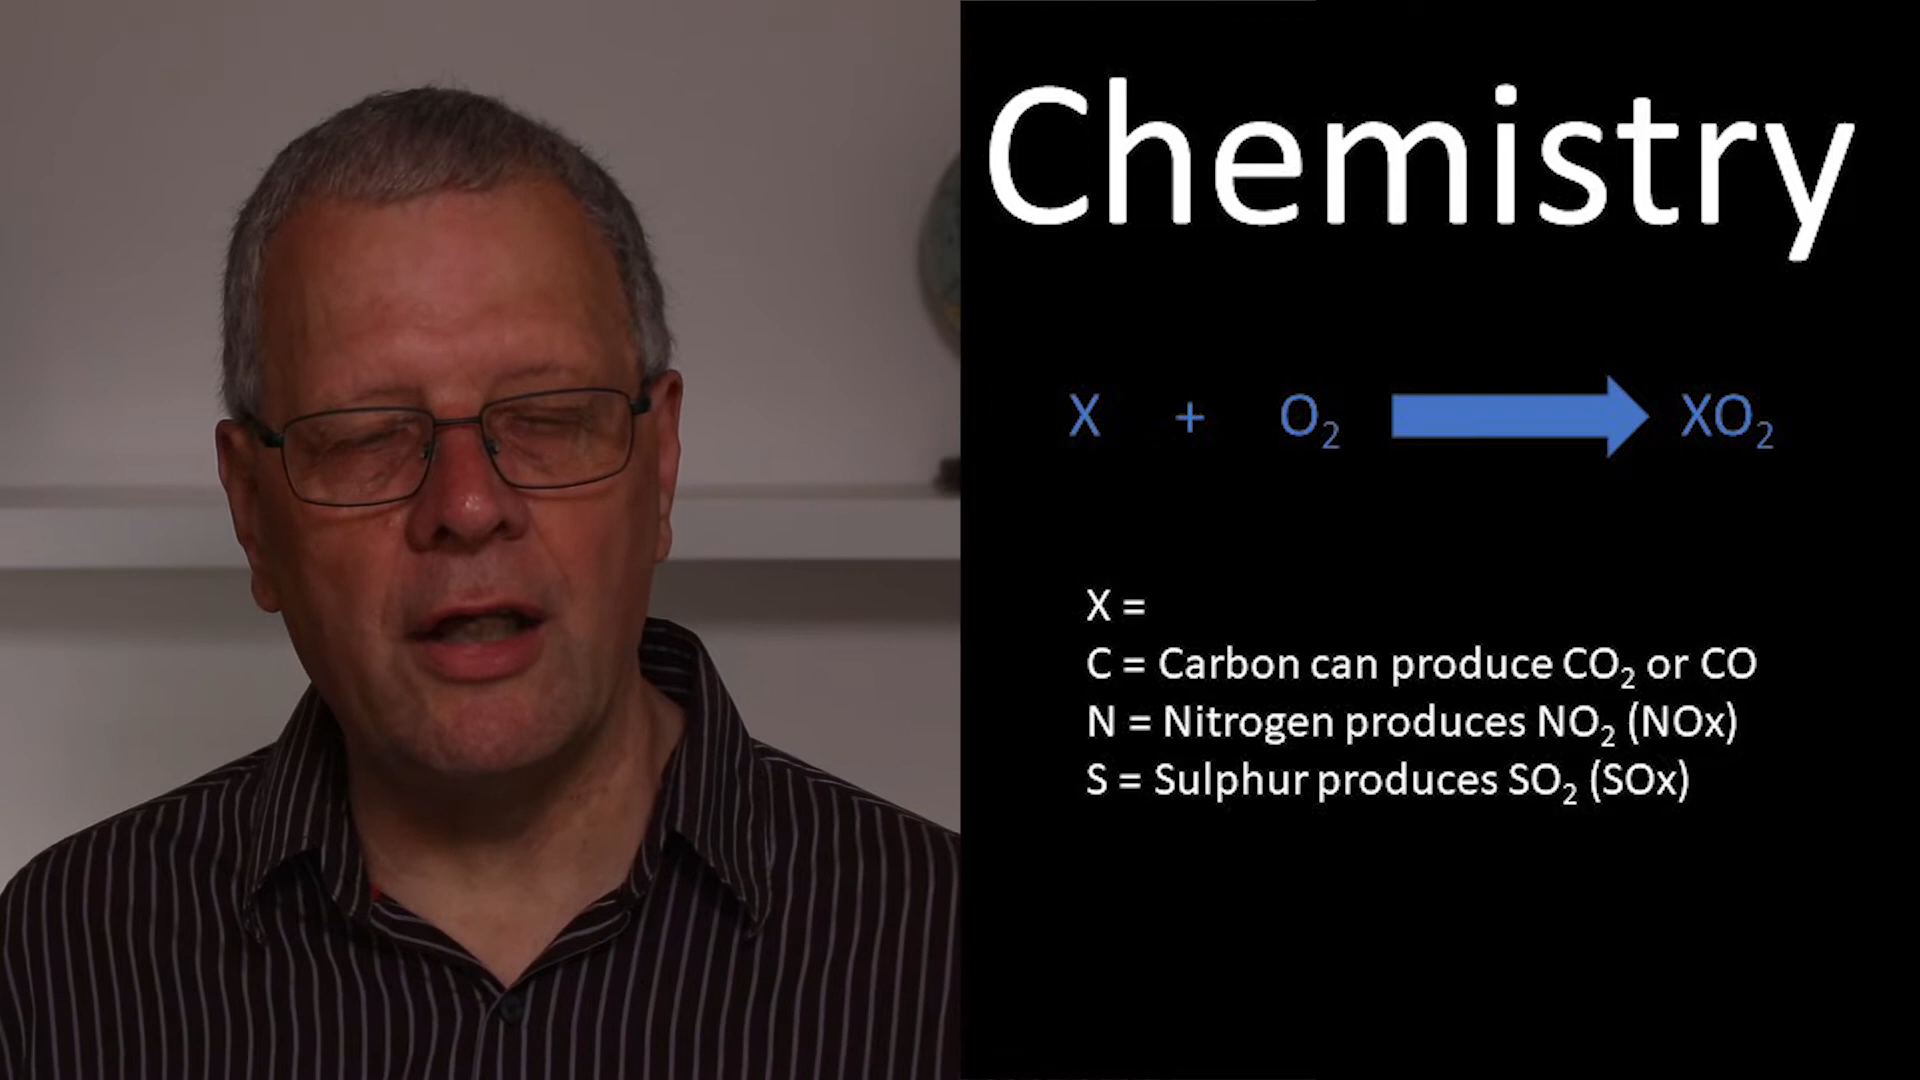 Chemistry
X + O₂ → XO₂
X =
C = Carbon can produce CO₂ or CO
N = Nitrogen produces NO₂ (NOx)
S = Sulphur produces SO₂ (SOx)